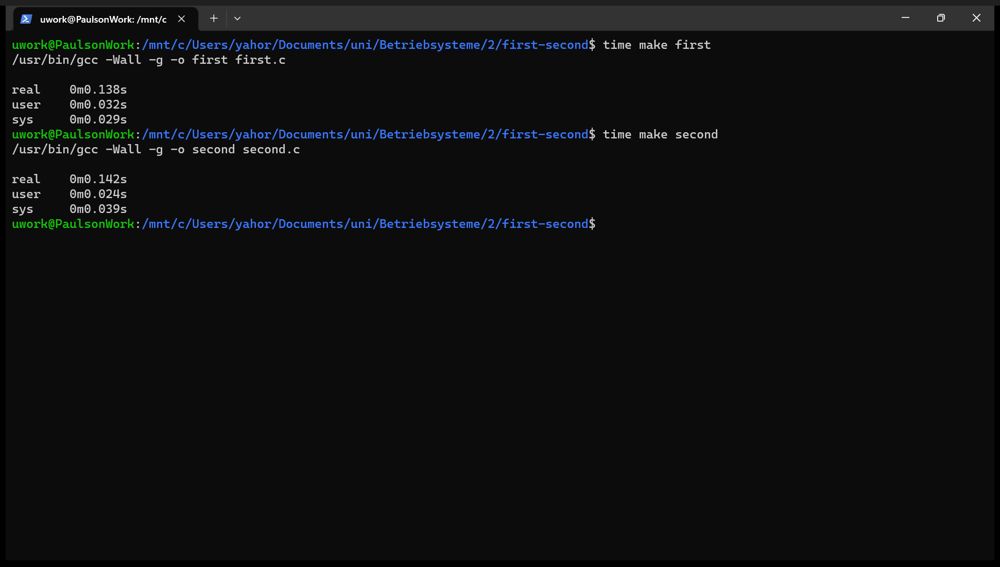 uwork@PaulsonWork: /mnt/c
uwork@PaulsonWork:/mnt/c/Users/yahor/Documents/uni/Betriebsysteme/2/first-second$ time make first
/usr/bin/gcc -Wall -g -o first first.c
real    0m0.138s
user    0m0.032s
sys     0m0.029s
uwork@PaulsonWork:/mnt/c/Users/yahor/Documents/uni/Betriebsysteme/2/first-second$ time make second
/usr/bin/gcc -Wall -g -o second second.c
real    0m0.142s
user    0m0.024s
sys     0m0.039s
uwork@PaulsonWork:/mnt/c/Users/yahor/Documents/uni/Betriebsysteme/2/first-second$